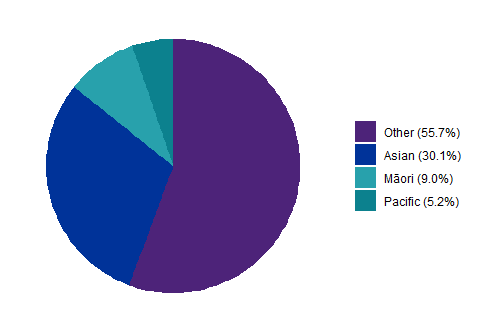 Other (55.7%)
Asian (30.1%)
Māori (9.0%)
Pacific (5.2%)